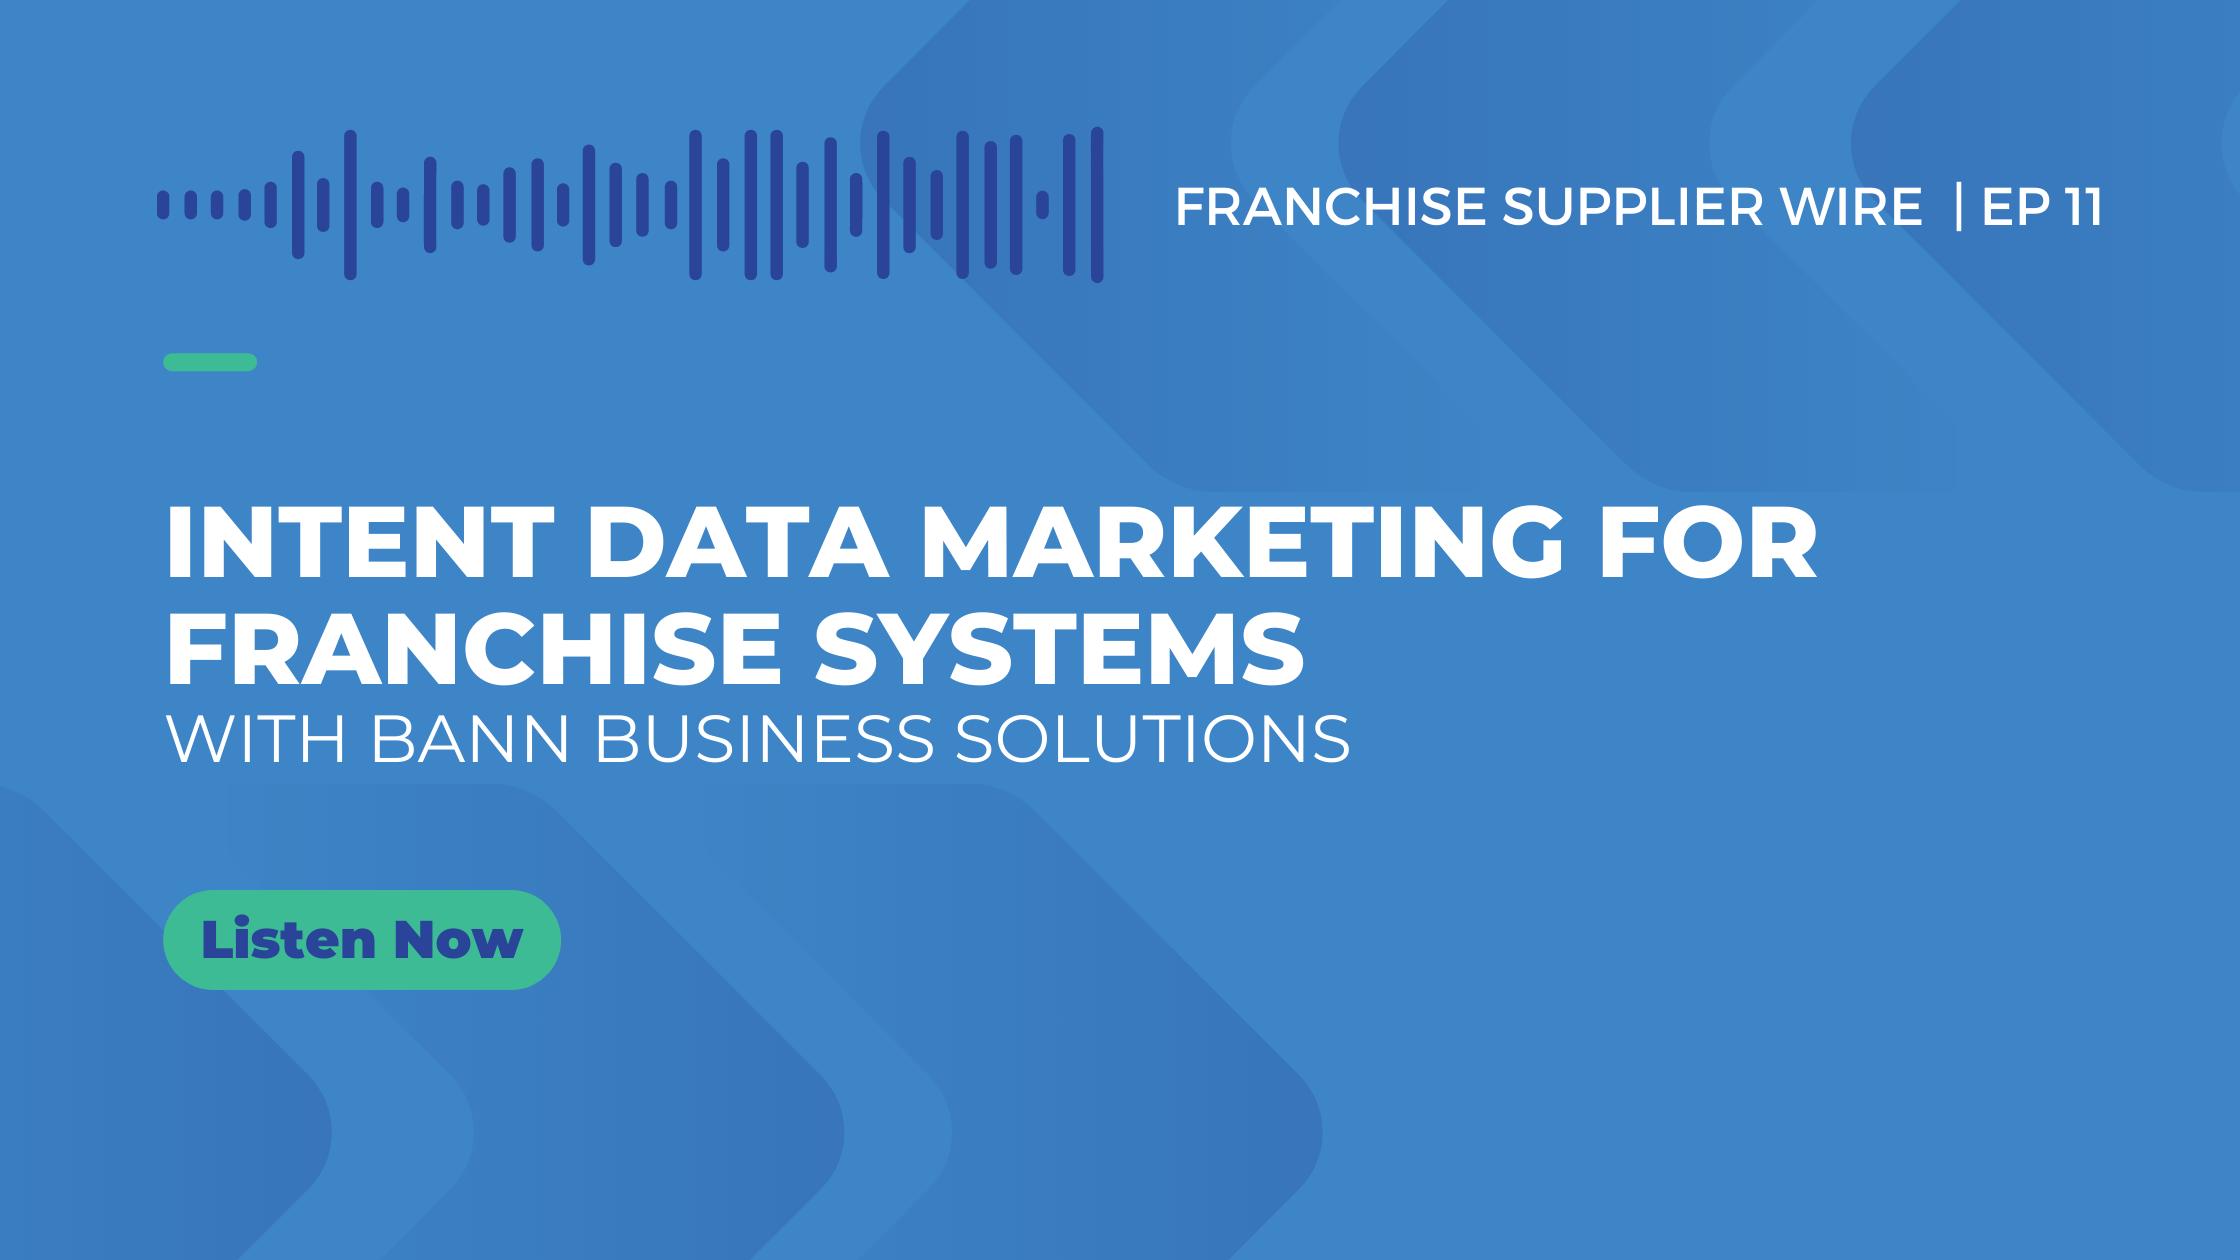 FRANCHISE SUPPLIER WIRE | EP 11
INTENT DATA MARKETING FOR
FRANCHISE SYSTEMS
WITH BANN BUSINESS SOLUTIONS
Listen Now